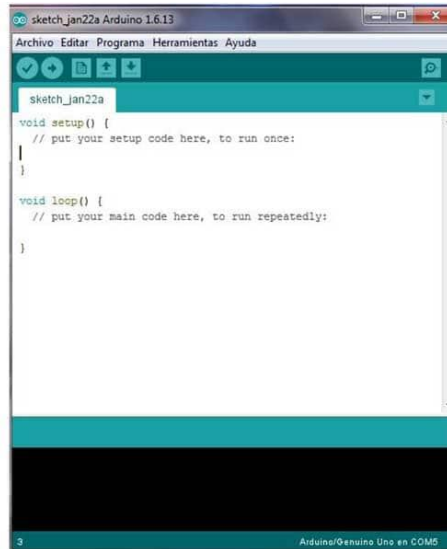 sketch_jan22a Arduino 1.6.13
Archivo Editar Programa Herramientas Ayuda
sketch_jan22a
void setup() {
// put your setup code here, to run once:
}
void loop() {
// put your main code here, to run repeatedly:
}
3
Arduino/Genuino Uno en COM5